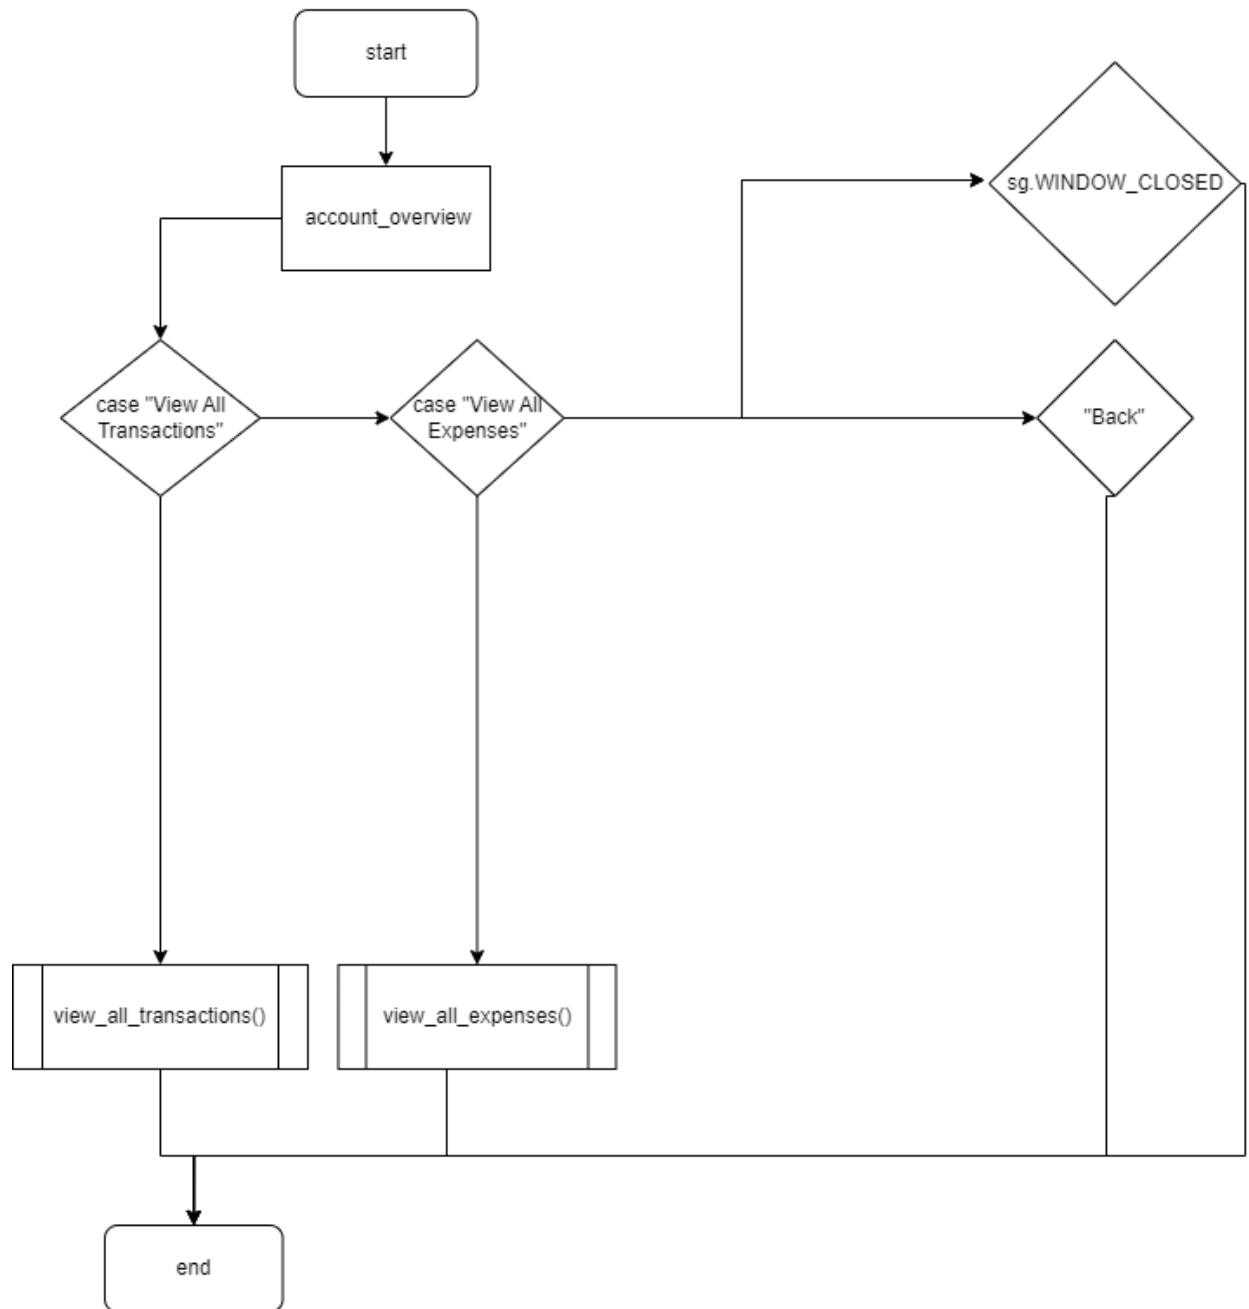 start
sg.WINDOW_CLOSED
account_overview
case "View All
Transactions"
case "View All
Expenses"
"Back"
view_all_transactions()
view_all_expenses()
end